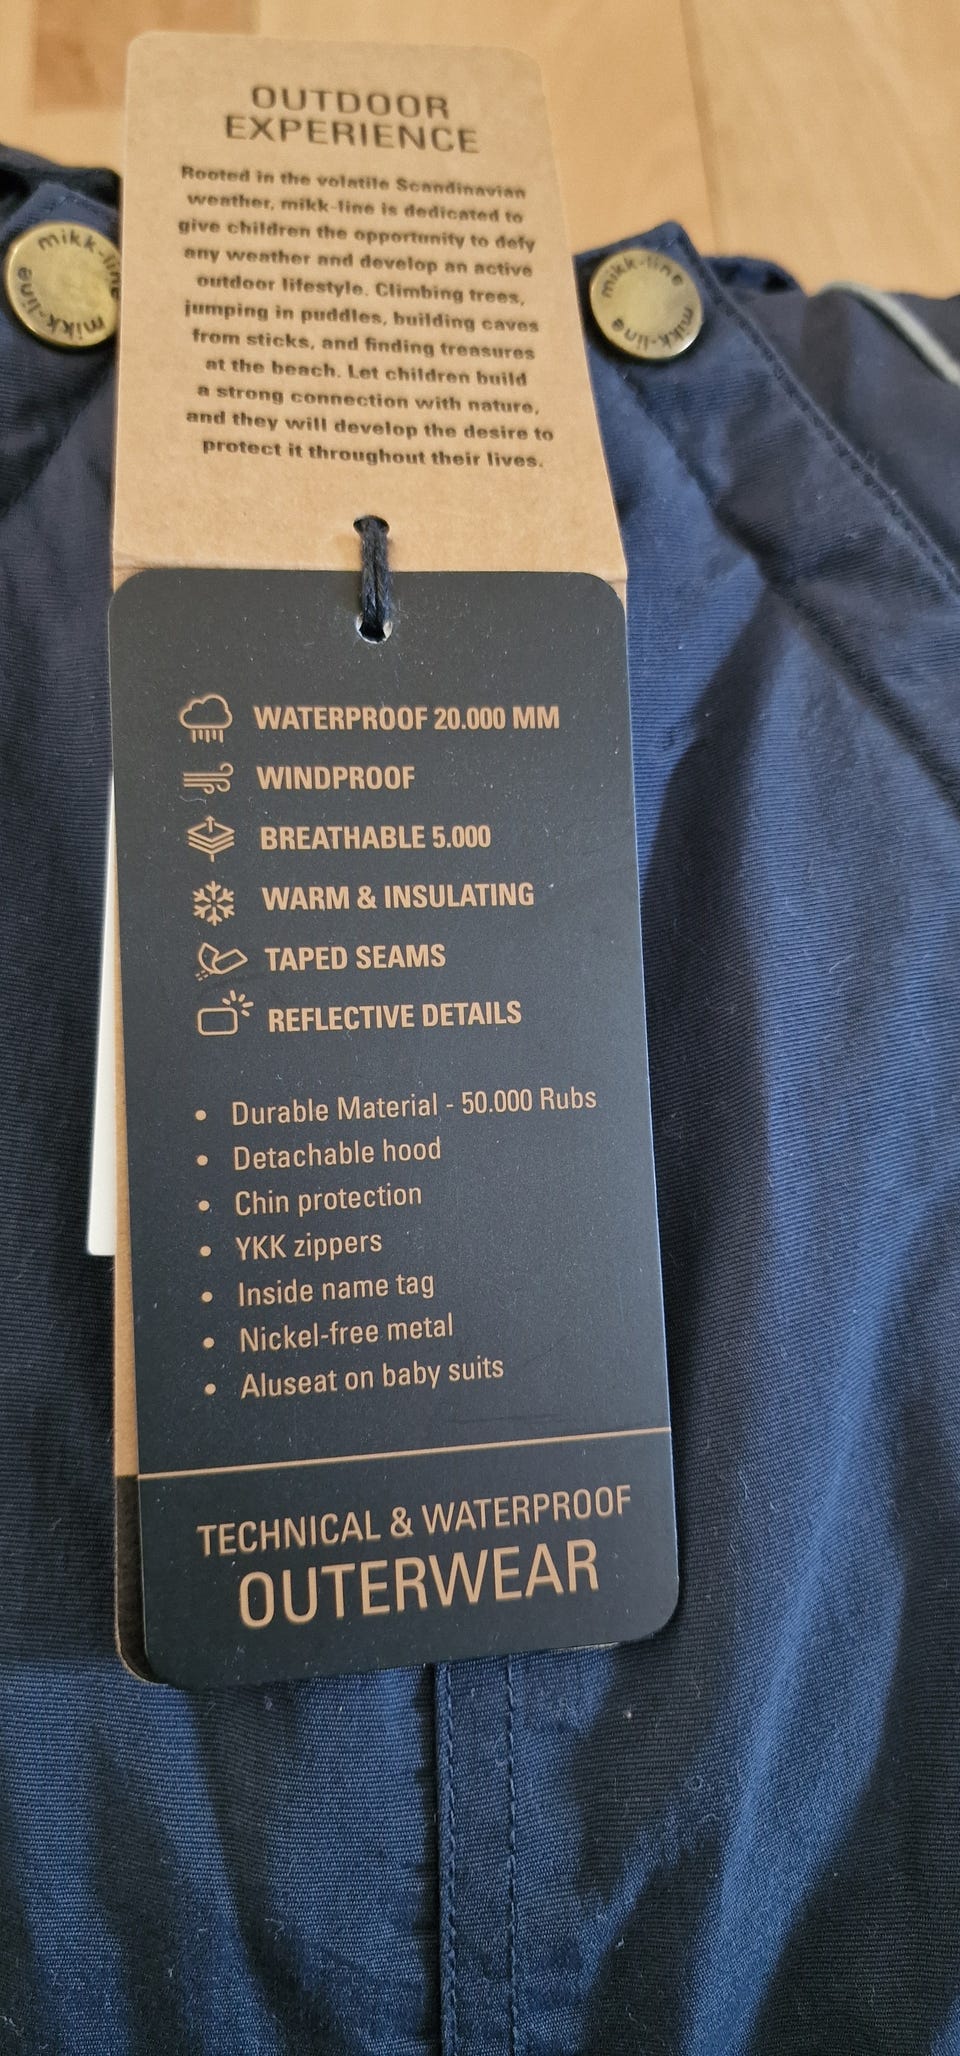 OUTDOOR
EXPERIENCE
Rooted in the volatile Scandinavian
weather, mikk-line is dedicated to
give children the opportunity to defy
any weather and develop an active
outdoor lifestyle. Climbing trees,
jumping in puddles, building caves
from sticks, and finding treasures
at the beach. Let children build
a strong connection with nature,
and they will develop the desire to
protect it throughout their lives.
mikk-line
mikk-line
mikk-line
mikk-line
WATERPROOF 20.000 MM
WINDPROOF
BREATHABLE 5.000
WARM & INSULATING
TAPED SEAMS
REFLECTIVE DETAILS
• Durable Material - 50.000 Rubs
• Detachable hood
• Chin protection
• YKK zippers
• Inside name tag
• Nickel-free metal
• Aluseat on baby suits
TECHNICAL & WATERPROOF
OUTERWEAR